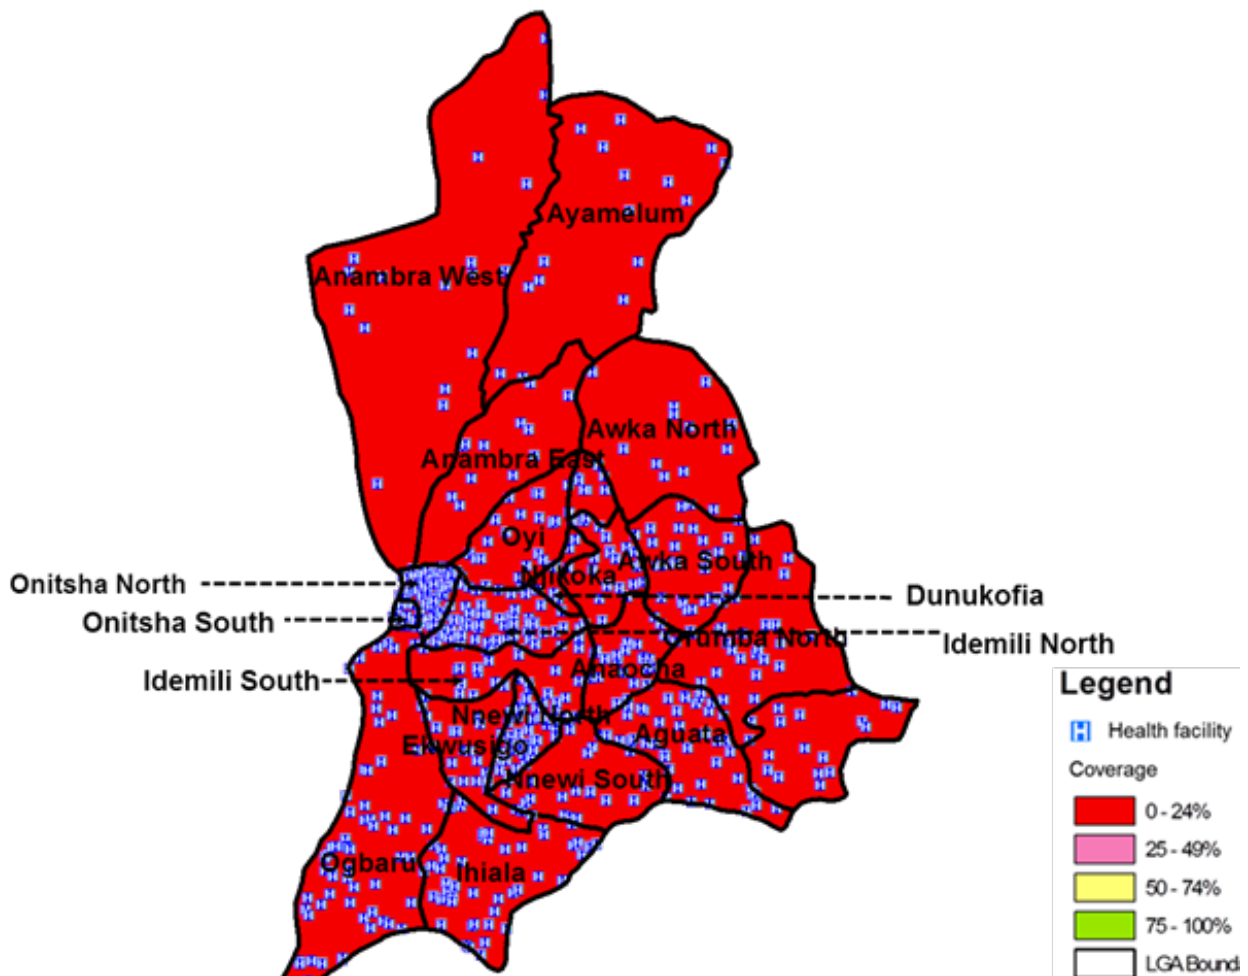 Ayamelum
Anambra West
Awka North
Anambra East
Oyi
Awka South
Njikoka
Onitsha North
Dunukofia
Onitsha South
Orumba North
Idemili North
Anaocha
Idemili South
Nnewi North
Aguata
Ekwusigo
Nnewi South
Ogbaru
Ihiala
Legend
H Health facility
Coverage
0 - 24%
25 - 49%
50 - 74%
75 - 100%
LGA Bound